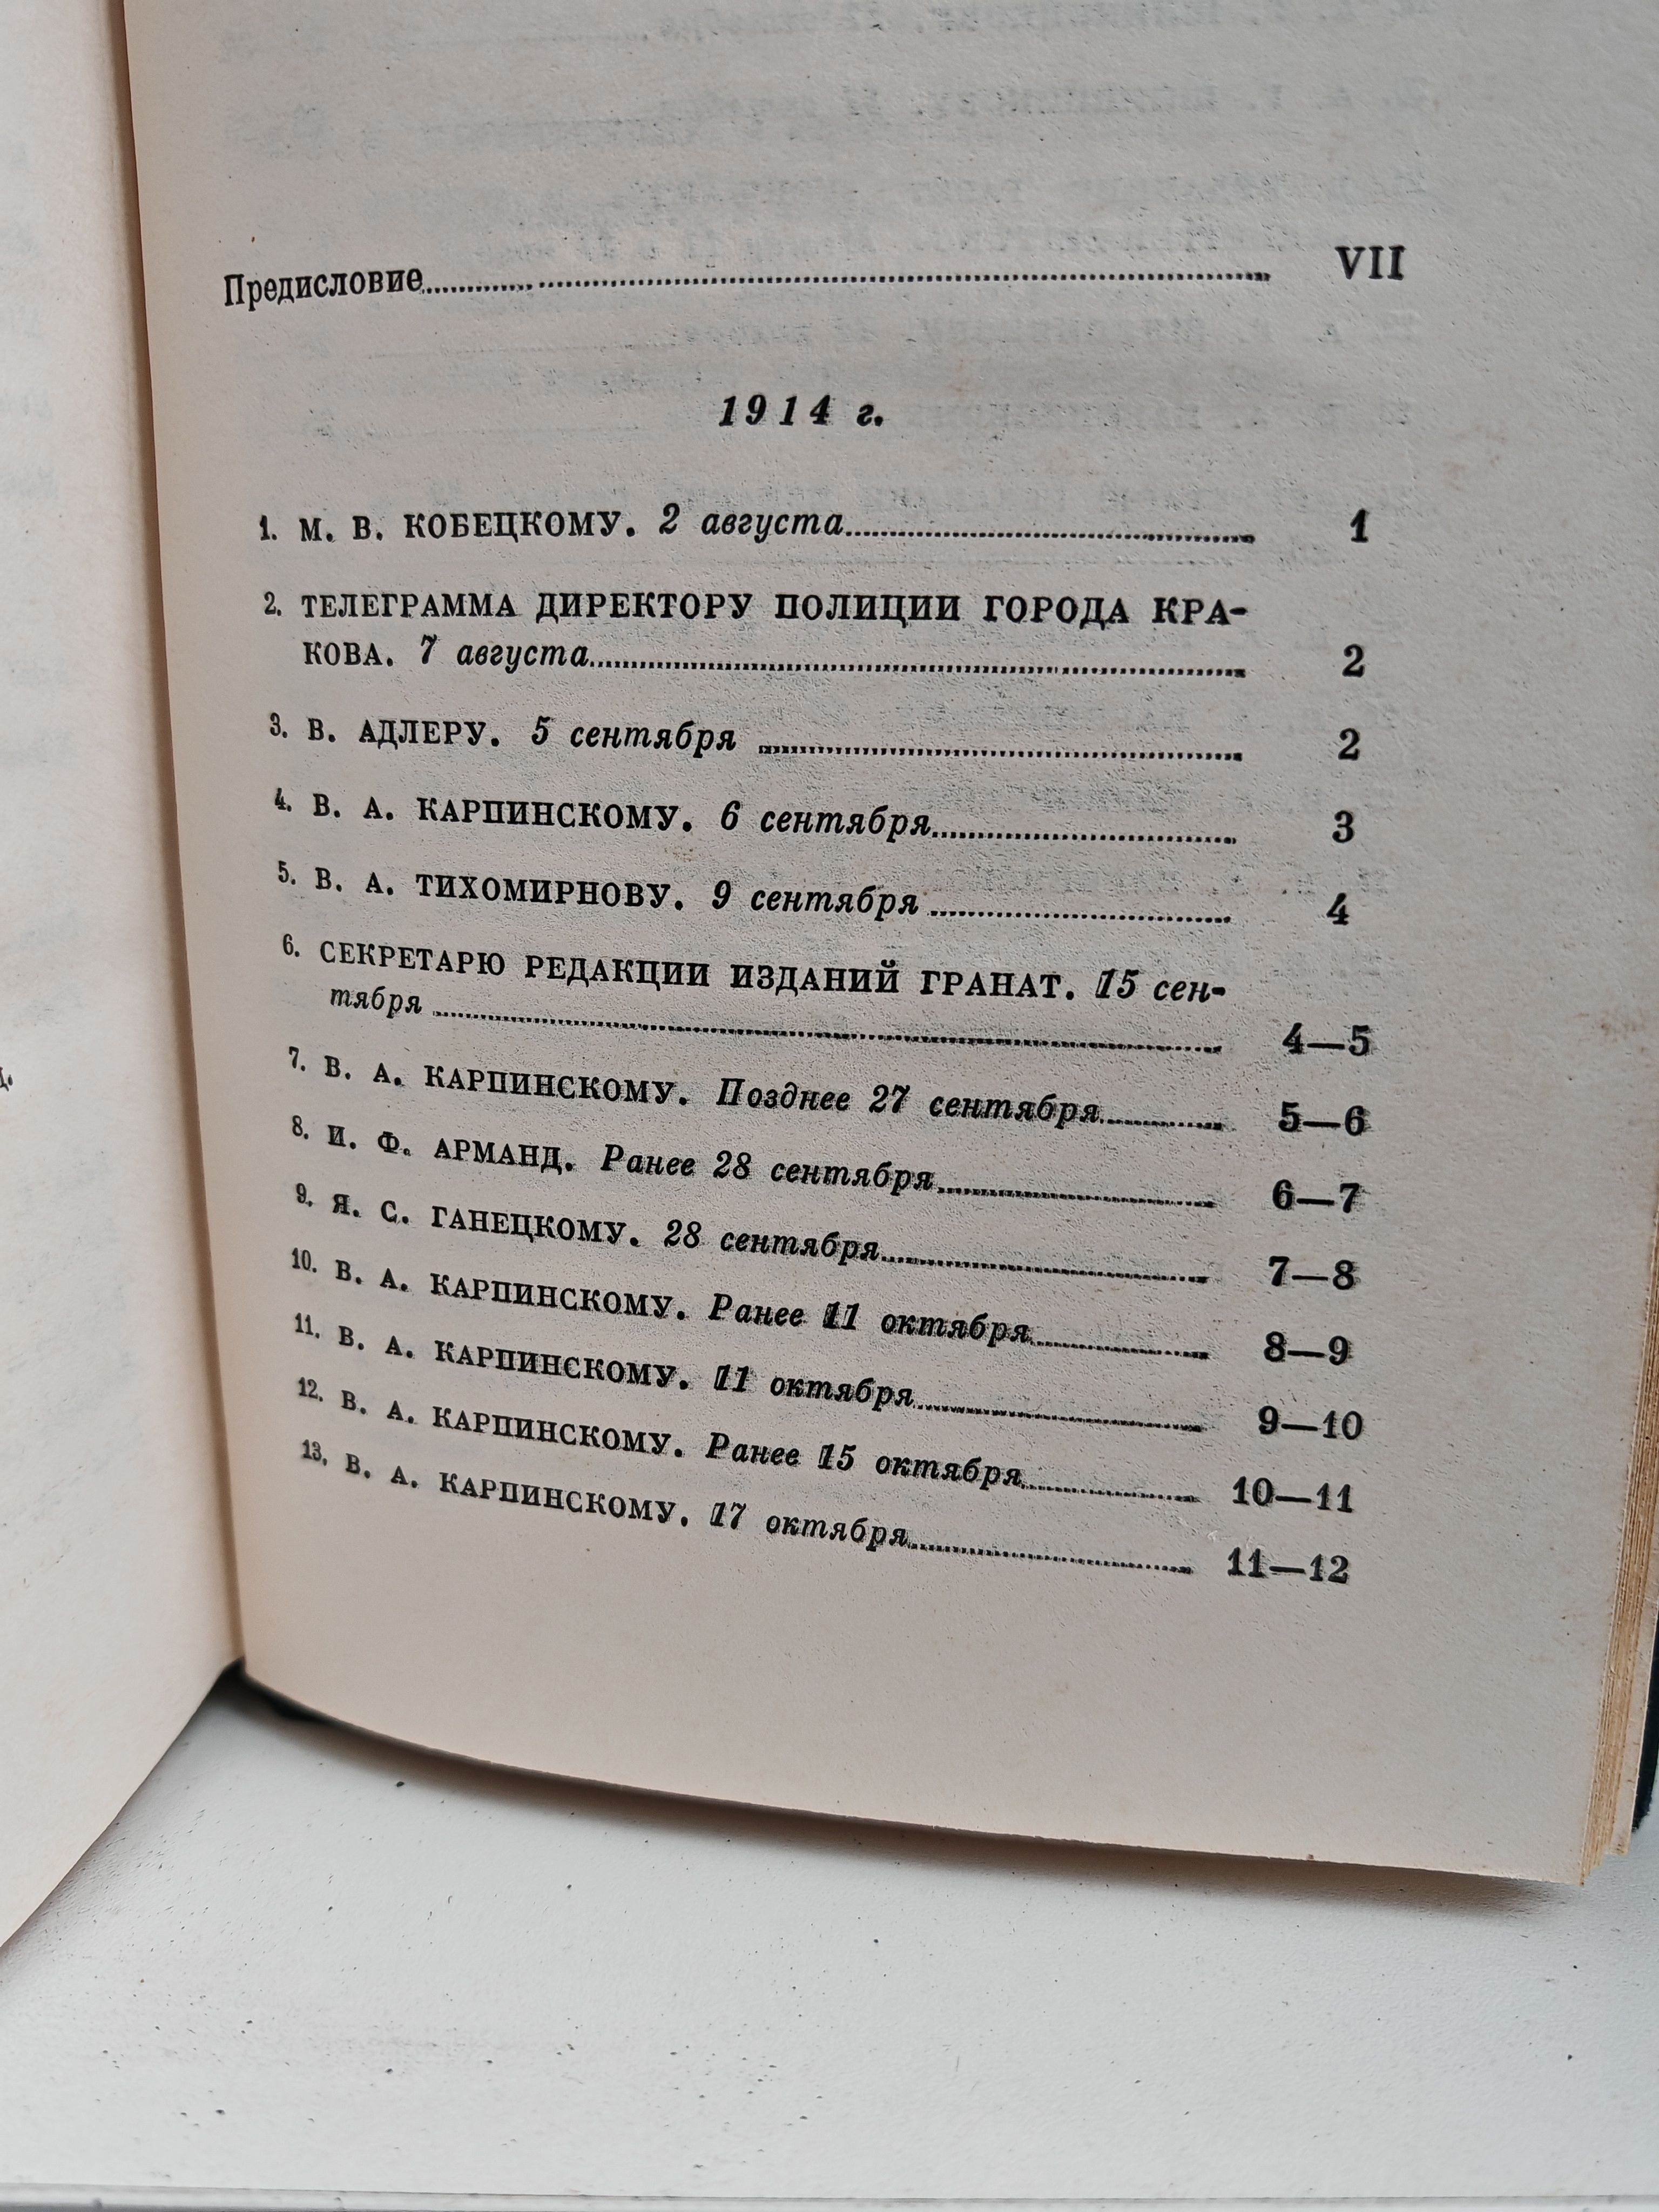 Предисловие VII
1914 г.
1. М. В. КОБЕЦКОМУ. 2 августа 1
2. ТЕЛЕГРАММА ДИРЕКТОРУ ПОЛИЦИИ ГОРОДА КРА-
КОВА. 7 августа 2
3. В. АДЛЕРУ. 5 сентября 2
4. В. А. КАРПИНСКОМУ. 6 сентября 3
5. В. А. ТИХОМИРНОВУ. 9 сентября 4
6. СЕКРЕТАРЮ РЕДАКЦИИ ИЗДАНИЙ ГРАНАТ. 15 сен-
тября 4—5
7. В. А. КАРПИНСКОМУ. Позднее 27 сентября 5—6
8. И. Ф. АРМАНД. Ранее 28 сентября 6—7
9. Я. С. ГАНЕЦКОМУ. 28 сентября 7—8
10. В. А. КАРПИНСКОМУ. Ранее 11 октября 8—9
11. В. А. КАРПИНСКОМУ. 11 октября 9—10
12. В. А. КАРПИНСКОМУ. Ранее 15 октября 10—11
13. В. А. КАРПИНСКОМУ. 17 октября 11—12